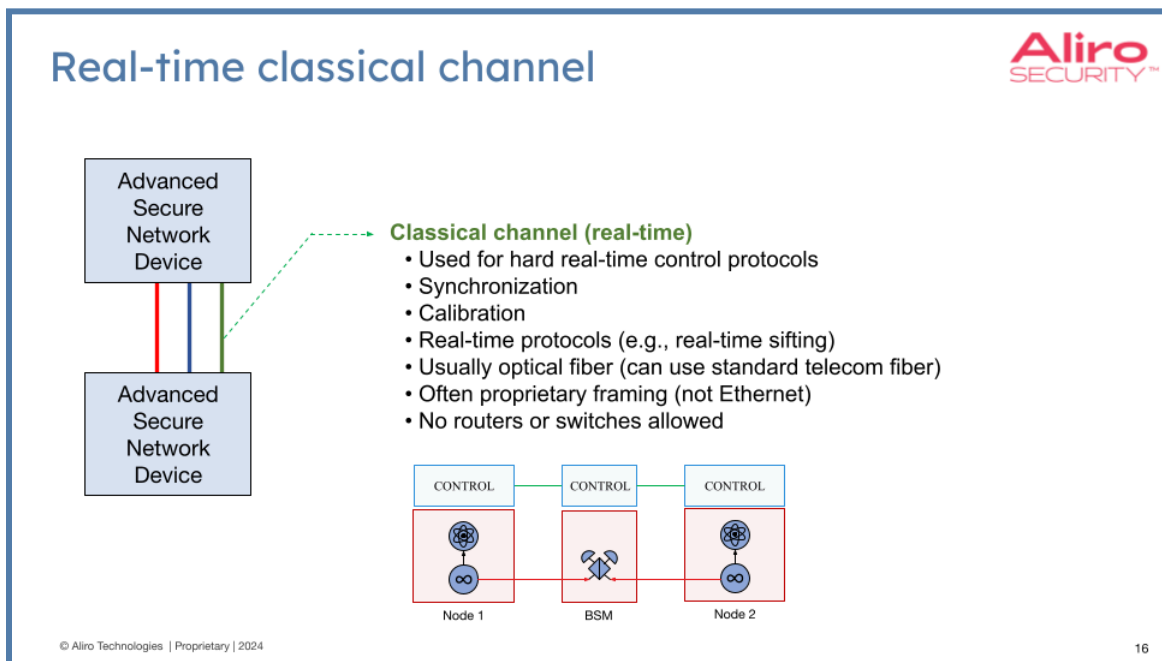 Real-time classical channel
Aliro
SECURITY™
Advanced
Secure
Network
Device
Classical channel (real-time)
• Used for hard real-time control protocols
• Synchronization
• Calibration
• Real-time protocols (e.g., real-time sifting)
• Usually optical fiber (can use standard telecom fiber)
• Often proprietary framing (not Ethernet)
• No routers or switches allowed
Advanced
Secure
Network
Device
CONTROL
CONTROL
CONTROL
Node 1
BSM
Node 2
© Aliro Technologies | Proprietary | 2024
16